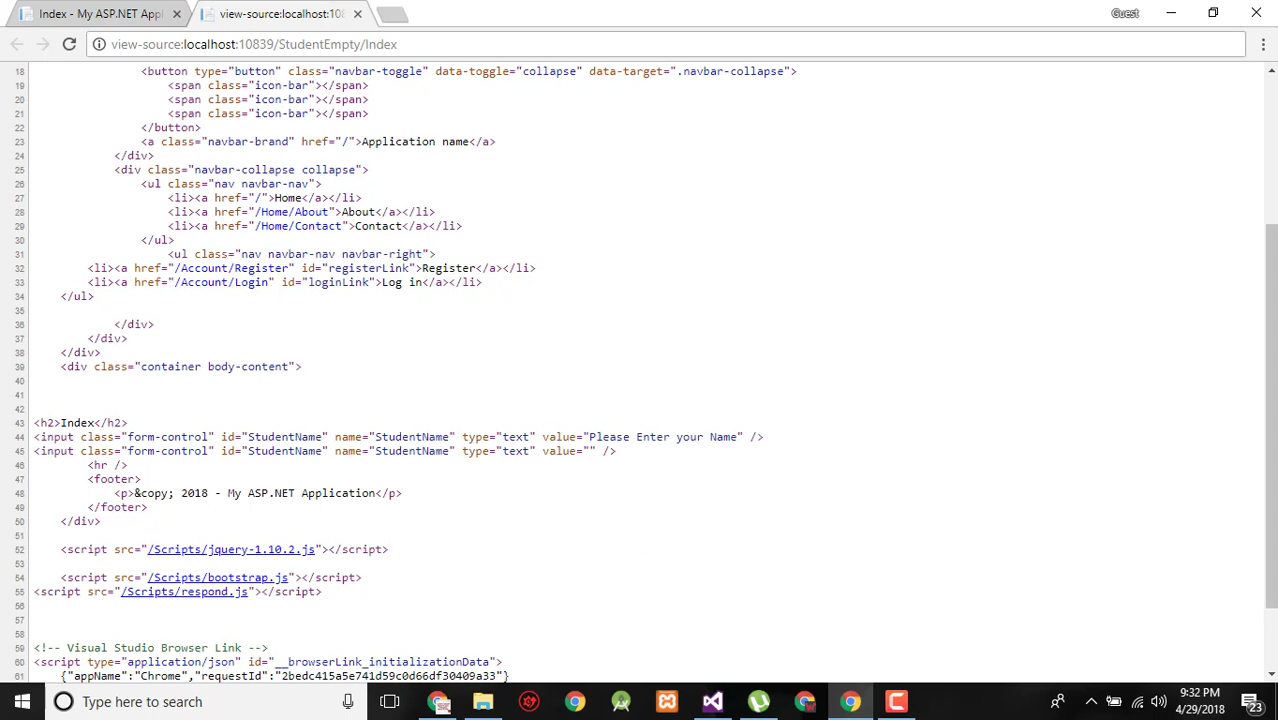 Index - My ASP.NET Appl
view-source:localhost:108
Guest
view-source:localhost:10839/StudentEmpty/Index
18 <button type="button" class="navbar-toggle" data-toggle="collapse" data-target=".navbar-collapse">
19 <span class="icon-bar"></span>
20 <span class="icon-bar"></span>
21 <span class="icon-bar"></span>
22 </button>
23 <a class="navbar-brand" href="/">Application name</a>
24 </div>
25 <div class="navbar-collapse collapse">
26 <ul class="nav navbar-nav">
27 <li><a href="/">Home</a></li>
28 <li><a href="/Home/About">About</a></li>
29 <li><a href="/Home/Contact">Contact</a></li>
30 </ul>
31 <ul class="nav navbar-nav navbar-right">
32 <li><a href="/Account/Register" id="registerLink">Register</a></li>
33 <li><a href="/Account/Login" id="loginLink">Log in</a></li>
34 </ul>
35
36 </div>
37 </div>
38 </div>
39 <div class="container body-content">
40
41
42
43 <h2>Index</h2>
44 <input class="form-control" id="StudentName" name="StudentName" type="text" value="Please Enter your Name" />
45 <input class="form-control" id="StudentName" name="StudentName" type="text" value="" />
46 <hr />
47 <footer>
48 <p>&copy; 2018 - My ASP.NET Application</p>
49 </footer>
50 </div>
51
52 <script src="/Scripts/jquery-1.10.2.js"></script>
53
54 <script src="/Scripts/bootstrap.js"></script>
55 <script src="/Scripts/respond.js"></script>
56
57
58
59 <!-- Visual Studio Browser Link -->
60 <script type="application/json" id="__browserLink_initializationData">
61 {"appName":"Chrome","requestId":"2bedc415a5e741d59c0d66df30409a33"}
Type here to search
9:32 PM
4/29/2018
23